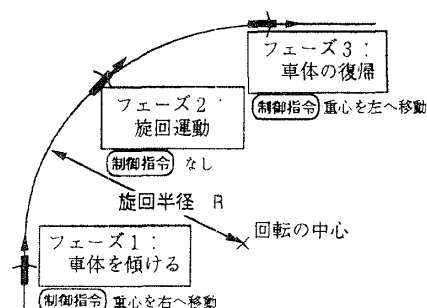 フェーズ3:
車体の復帰
制御指令 重心を左へ移動
フェーズ2:
旋回運動
制御指令 なし
旋回半径 R
回転の中心
フェーズ1:
車体を傾ける
制御指令 重心を右へ移動